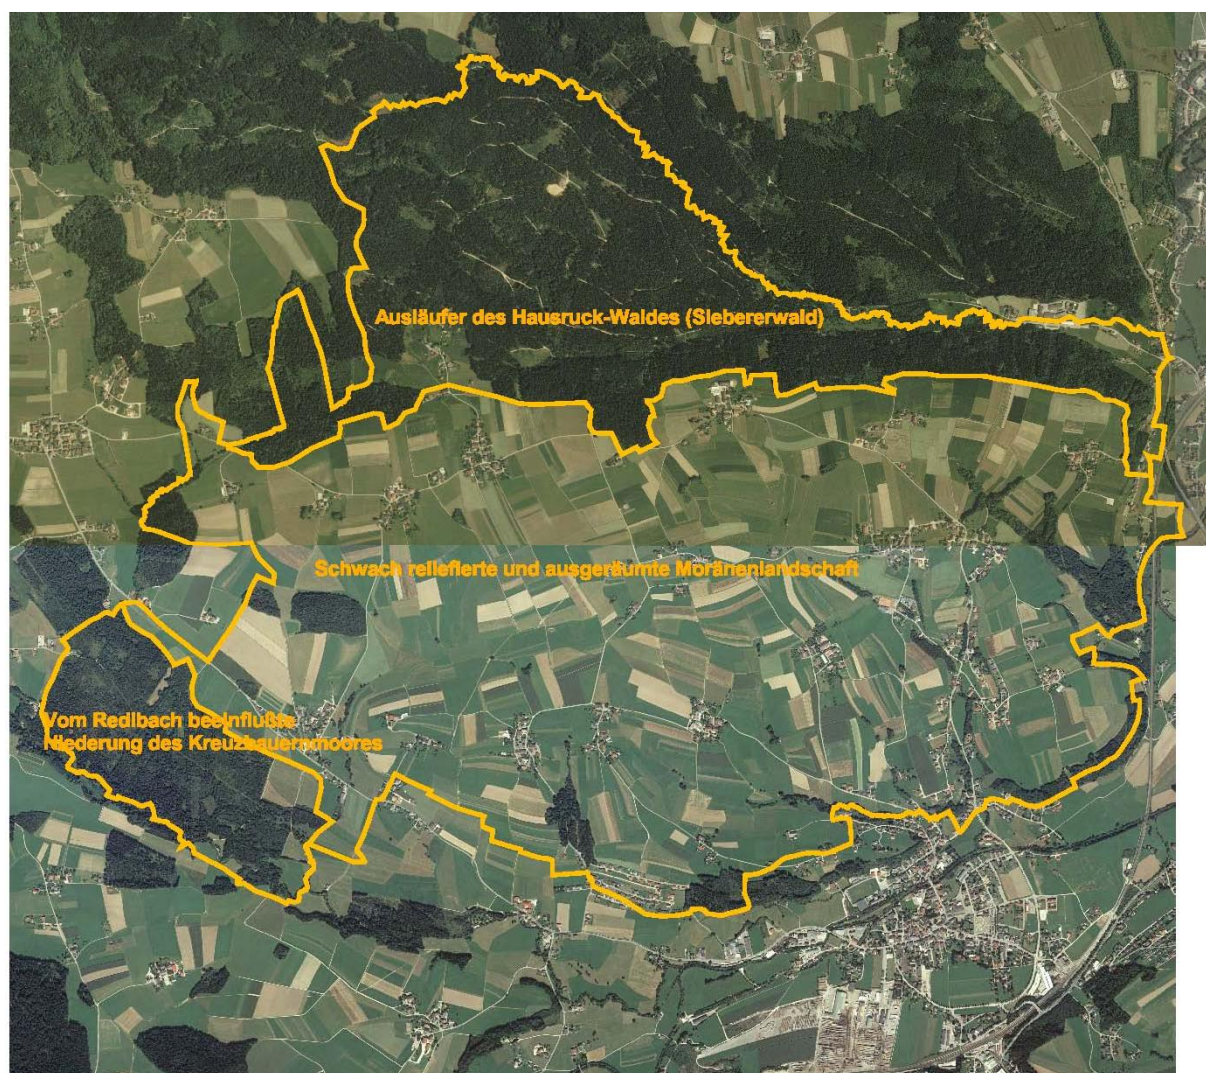 Ausläufer des Hausruck-Waldes (Siebererwald)
Schwach reliefierte und ausgeräumte Moränenlandschaft
Vom Redlbach beeinflußte
Niederung des Kreuzbauernmoores